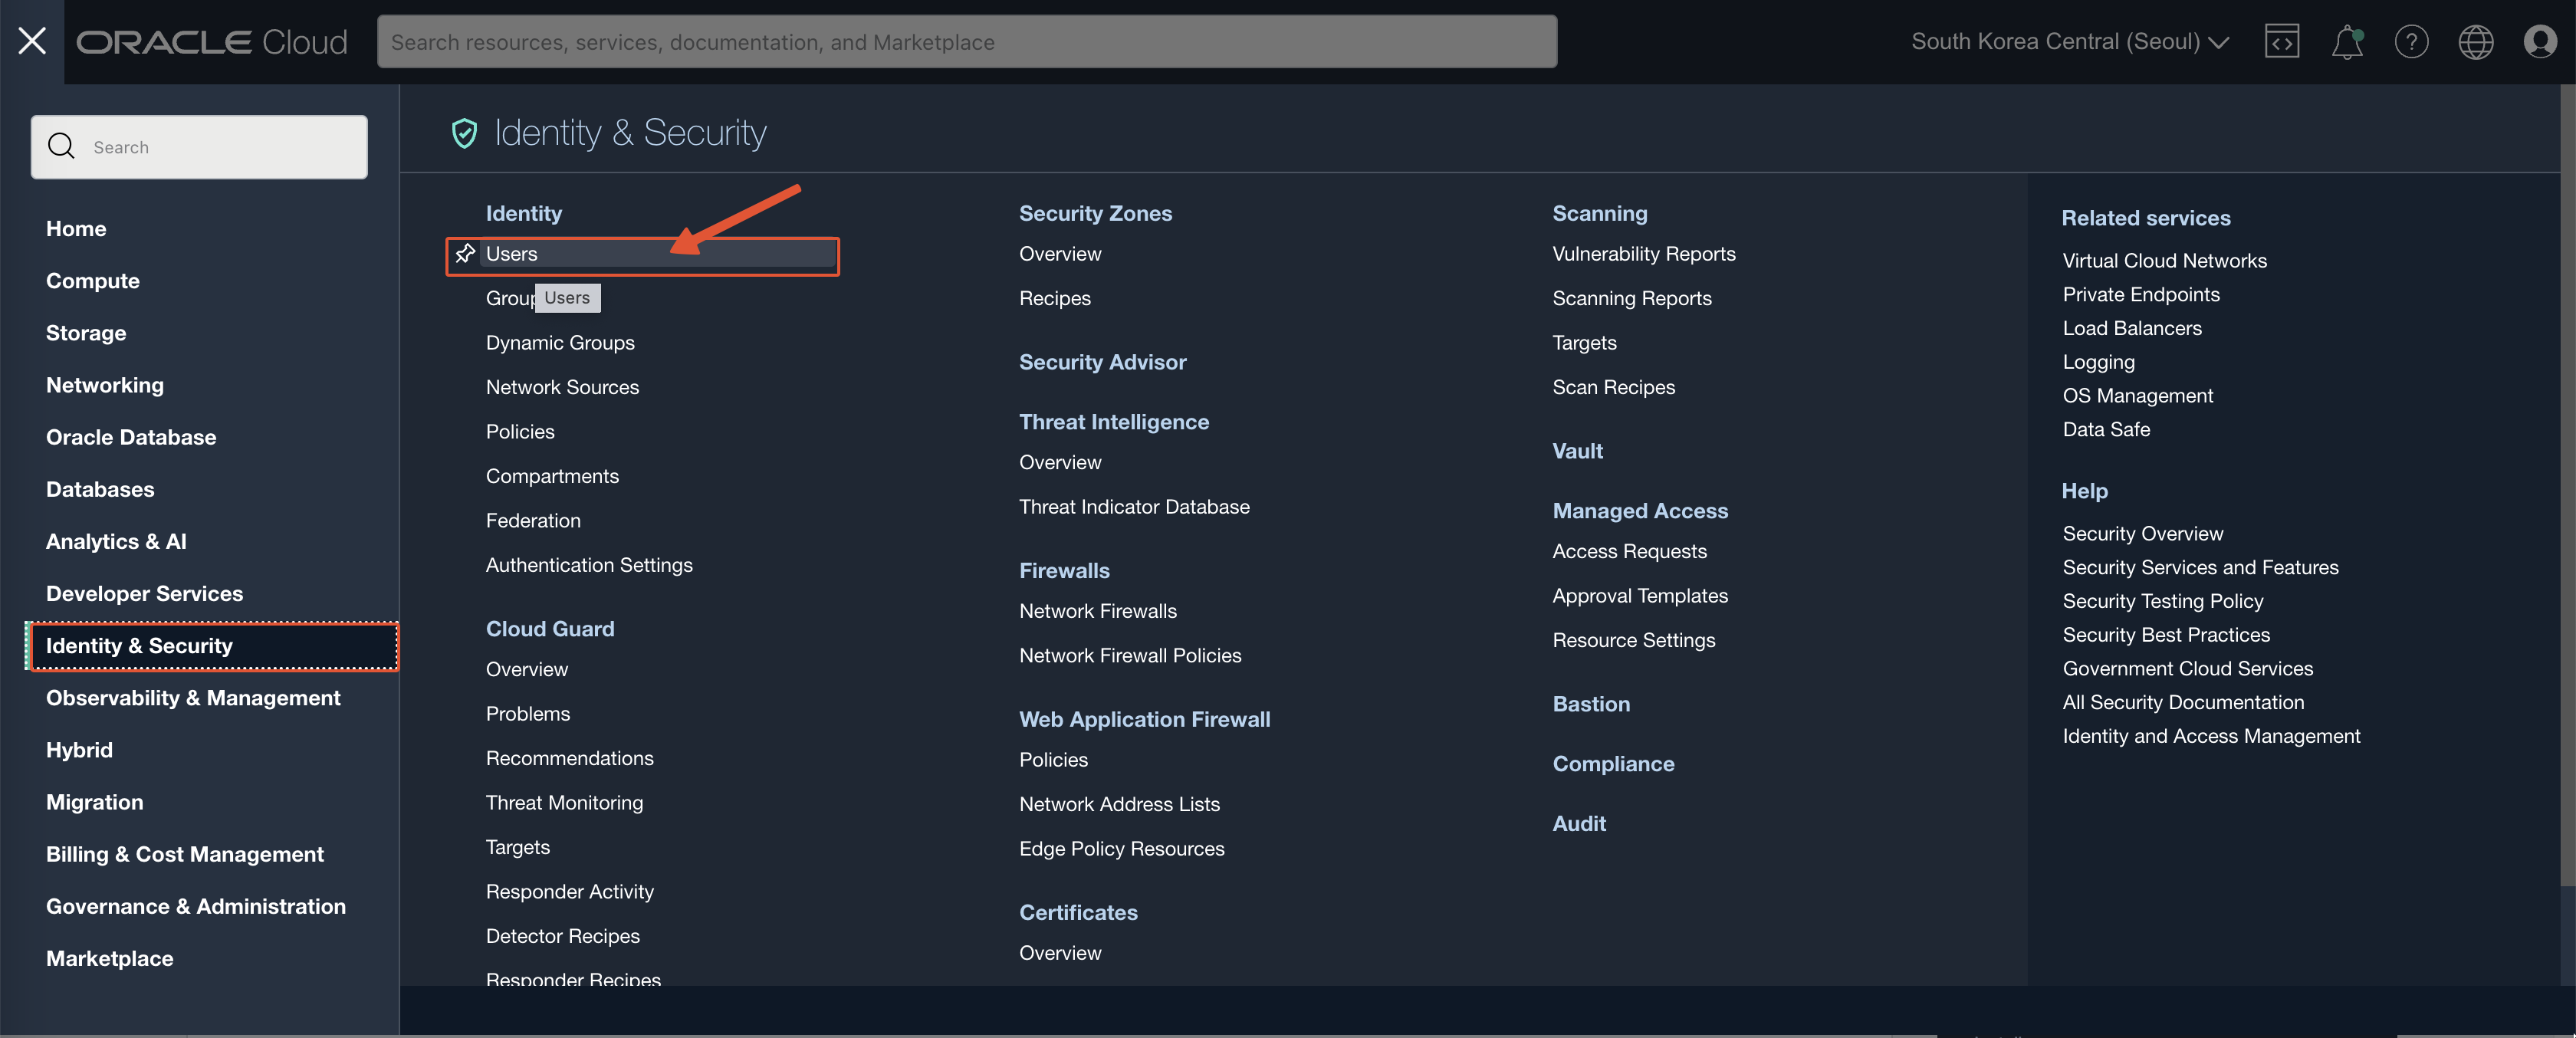 ORACLE Cloud
Search resources, services, documentation, and Marketplace
South Korea Central (Seoul)
Search
Home
Compute
Storage
Networking
Oracle Database
Databases
Analytics & AI
Developer Services
Identity & Security
Observability & Management
Hybrid
Migration
Billing & Cost Management
Governance & Administration
Marketplace
Identity & Security
Identity
Users
Group
Users
Dynamic Groups
Network Sources
Policies
Compartments
Federation
Authentication Settings
Cloud Guard
Overview
Problems
Recommendations
Threat Monitoring
Targets
Responder Activity
Detector Recipes
Responder Recipes
Security Zones
Overview
Recipes
Security Advisor
Threat Intelligence
Overview
Threat Indicator Database
Firewalls
Network Firewalls
Network Firewall Policies
Web Application Firewall
Policies
Network Address Lists
Edge Policy Resources
Certificates
Overview
Scanning
Vulnerability Reports
Scanning Reports
Targets
Scan Recipes
Vault
Managed Access
Access Requests
Approval Templates
Resource Settings
Bastion
Compliance
Audit
Related services
Virtual Cloud Networks
Private Endpoints
Load Balancers
Logging
OS Management
Data Safe
Help
Security Overview
Security Services and Features
Security Testing Policy
Security Best Practices
Government Cloud Services
All Security Documentation
Identity and Access Management